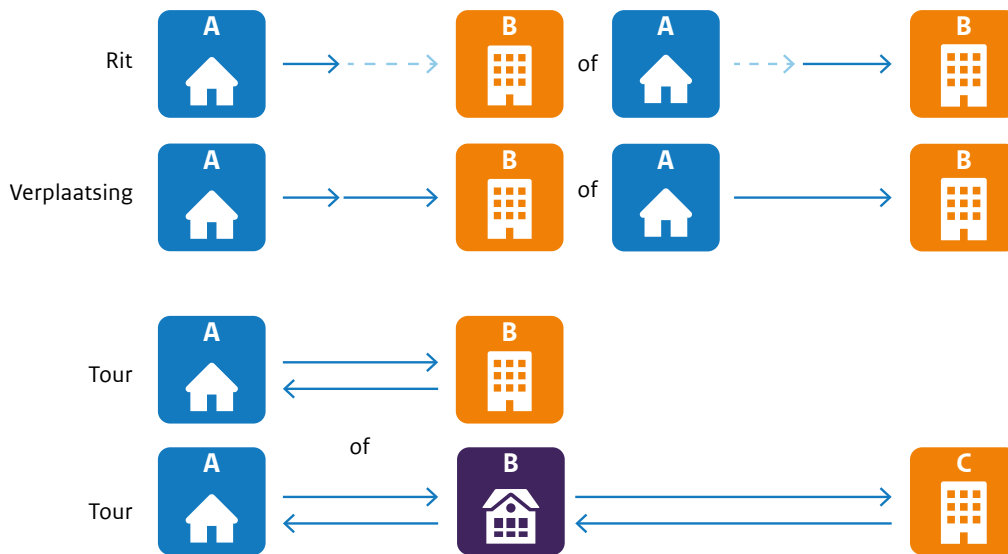 A B A B
Rit of
A B A B
Verplaatsing of
A B
Tour
of
A B C
Tour